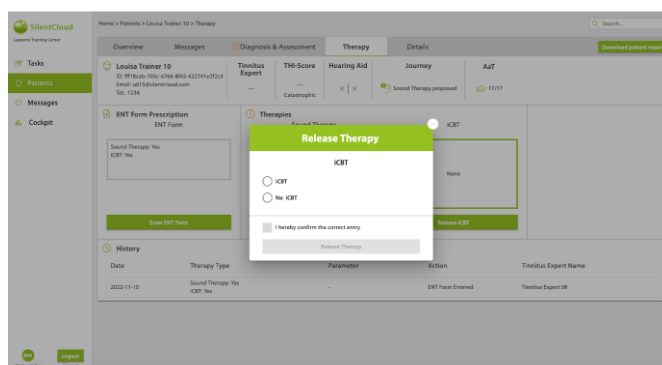 SilentCloud
Lapperre Training Center
Tasks
Patients
Messages
Cockpit
Logout
Home > Patients > Louisa Trainer 10 > Therapy
Search...
Overview
Messages
Diagnosis & Assessment
Therapy
Details
Download patient report
Louisa Trainer 10
Email: u815@silentcloud.com
Tel.: 1234
Tinnitus
Expert
—
THI-Score
—
Catastrophic
Hearing Aid
× | ×
Journey
Sound Therapy proposed
AaT
17/17
ENT Form Prescription
ENT Form
Sound Therapy: Yes
iCBT: Yes
Enter ENT Form
Therapies
Sound Therapy
iCBT
None
Release iCBT
Release Therapy
iCBT
iCBT
No iCBT
I hereby confirm the correct entry
Release Therapy
History
Date
Therapy Type
Parameter
Action
Tinnitus Expert Name
2022-11-10
Sound Therapy: Yes
iCBT: Yes
-
ENT Form Entered
Tinnitus Expert 08